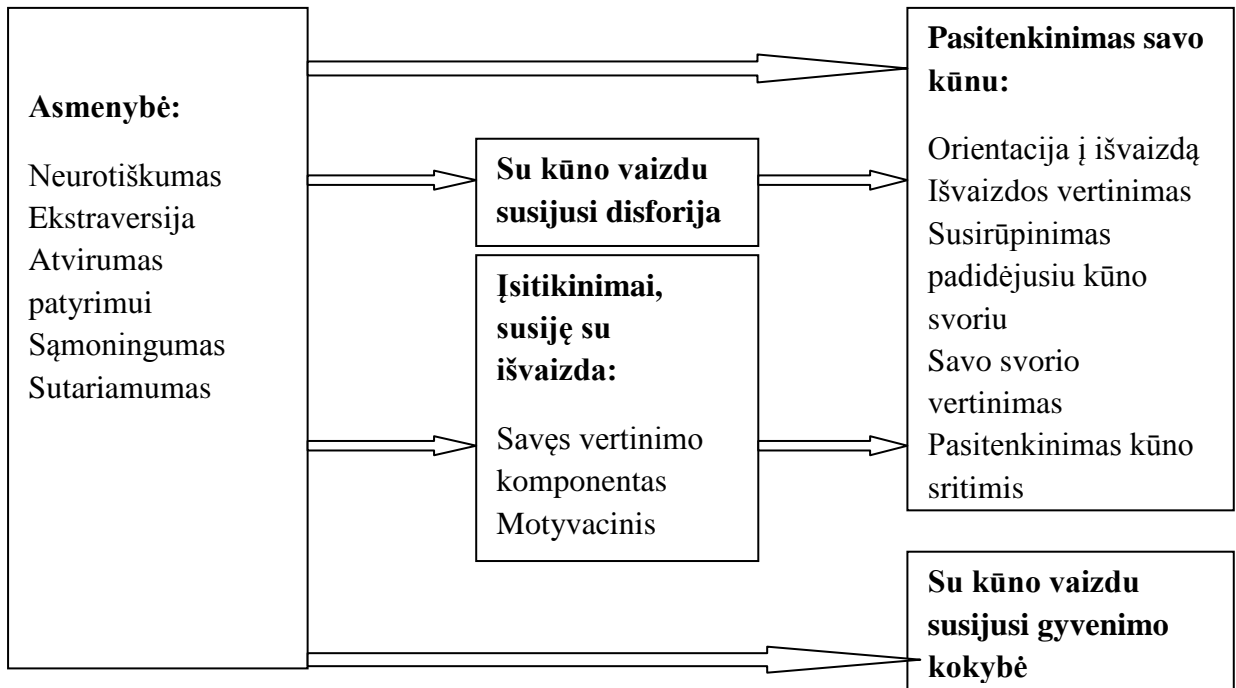 Asmenybė:
Neurotiškumas
Ekstraversija
Atvirumas
patyrimui
Sąmoningumas
Sutariamumas
Su kūno vaizdu
susijusi disforija
Įsitikinimai,
susiję su
išvaizda:
Savęs vertinimo
komponentas
Motyvacinis
Pasitenkinimas savo
kūnu:
Orientacija į išvaizdą
Išvaizdos vertinimas
Susirūpinimas
padidėjusiu kūno
svoriu
Savo svorio
vertinimas
Pasitenkinimas kūno
sritimis
Su kūno vaizdu
susijusi gyvenimo
kokybė